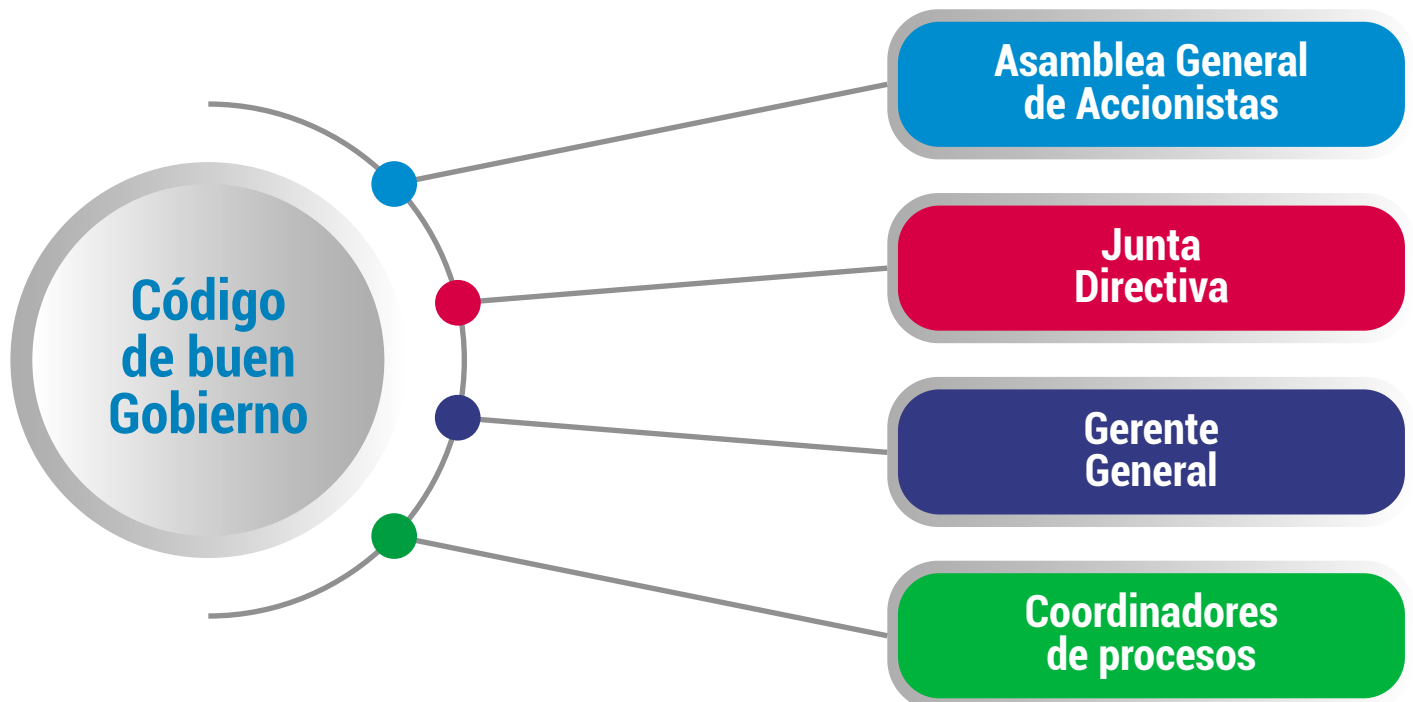 Código
de buen
Gobierno
Asamblea General
de Accionistas
Junta
Directiva
Gerente
General
Coordinadores
de procesos